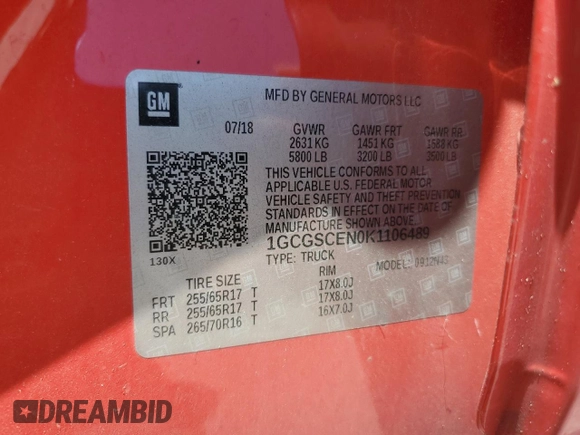 GM
MFD BY GENERAL MOTORS LLC
07/18 GVWR GAWR FRT GAWR RR
2631 KG 1451 KG 1588 KG
5800 LB 3200 LB 3500 LB
THIS VEHICLE CONFORMS TO ALL
APPLICABLE U.S. FEDERAL MOTOR
VEHICLE SAFETY AND THEFT PREVENTION
STANDARDS IN EFFECT ON THE DATE OF
MANUFACTURE SHOWN ABOVE.
1GCGSCEN0K1106489
130X
TYPE: TRUCK MODEL:
TIRE SIZE RIM
FRT 255/65R17 T 17X8.0J
RR 255/65R17 T 17X8.0J
SPA 265/70R16 T 16X7.0J
DREAMBID